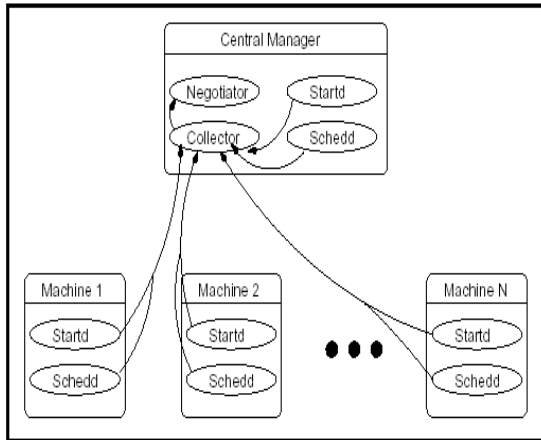 Central Manager
Negotiator Startd
Collector Schedd
Machine 1 Machine 2 Machine N
Startd Startd Startd
Schedd Schedd Schedd